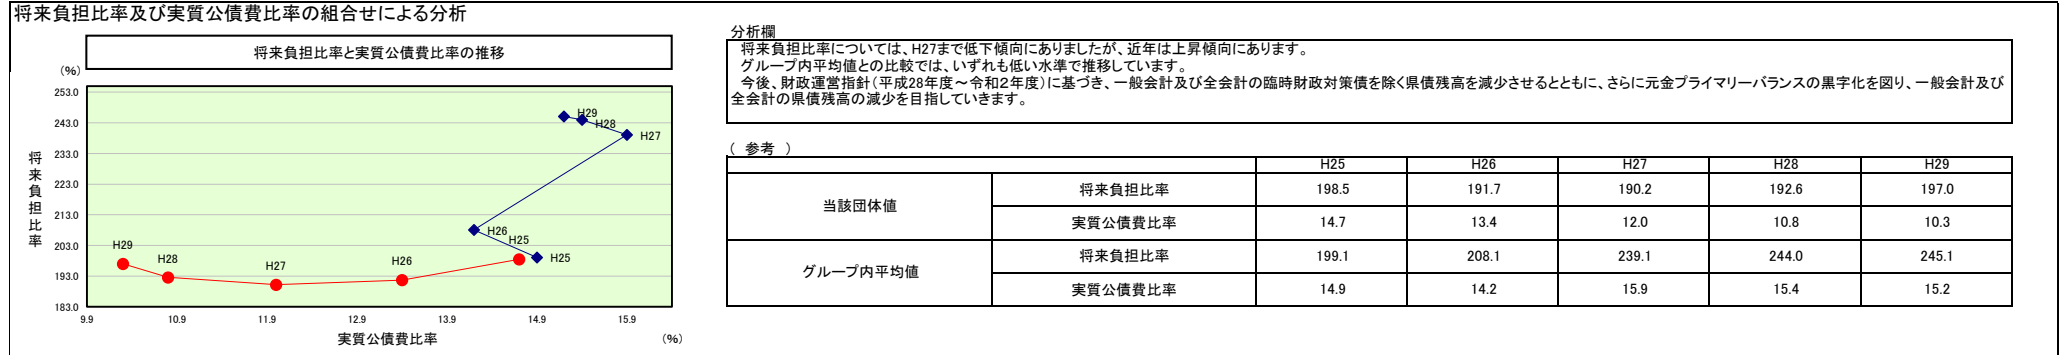 将来負担比率及び実質公債費比率の組合せによる分析
将来負担比率と実質公債費比率の推移
(%)
253.0
243.0
233.0
223.0
213.0
203.0
193.0
183.0
将来負担比率
H29
H28
H27
H26
H25
H25
H29
H28
H27
H26
H25
9.9 10.9 11.9 12.9 13.9 14.9 15.9
実質公債費比率 (%)
分析欄
将来負担比率については、H27まで低下傾向にありましたが、近年は上昇傾向にあります。
グループ内平均値との比較では、いずれも低い水準で推移しています。
今後、財政運営指針(平成28年度～令和2年度)に基づき、一般会計及び全会計の臨時財政対策債を除く県債残高を減少させるとともに、さらに元金プライマリーバランスの黒字化を図り、一般会計及び
全会計の県債残高の減少を目指していきます。
( 参考 )
H25 H26 H27 H28 H29
当該団体値 将来負担比率 198.5 191.7 190.2 192.6 197.0
実質公債費比率 14.7 13.4 12.0 10.8 10.3
グループ内平均値 将来負担比率 199.1 208.1 239.1 244.0 245.1
実質公債費比率 14.9 14.2 15.9 15.4 15.2